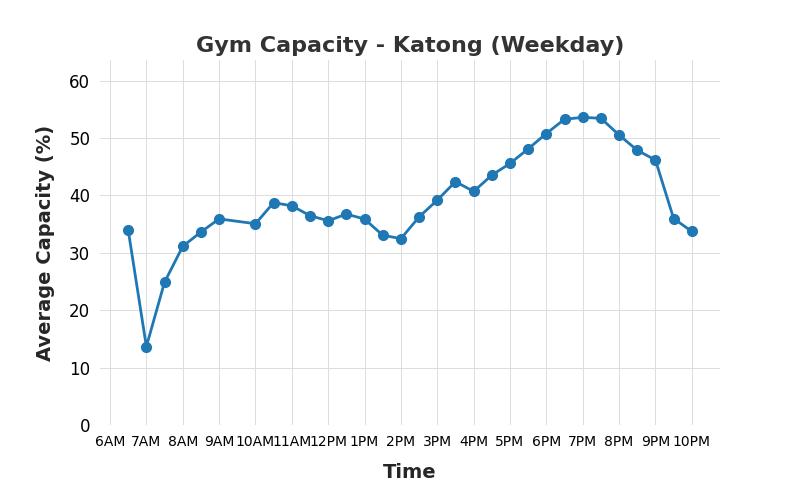 Gym Capacity - Katong (Weekday)
Average Capacity (%)
60
50
40
30
20
10
0
6AM 7AM 8AM 9AM 10AM 11AM 12PM 1PM 2PM 3PM 4PM 5PM 6PM 7PM 8PM 9PM 10PM
Time